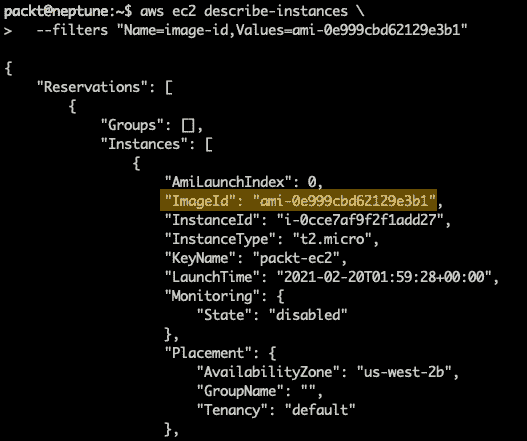 packt@neptune:~$ aws ec2 describe-instances \
>   --filters "Name=image-id,Values=ami-0e999cbd62129e3b1"
{
    "Reservations": [
        {
            "Groups": [],
            "Instances": [
                {
                    "AmiLaunchIndex": 0,
                    "ImageId": "ami-0e999cbd62129e3b1",
                    "InstanceId": "i-0cce7af9f2f1add27",
                    "InstanceType": "t2.micro",
                    "KeyName": "packt-ec2",
                    "LaunchTime": "2021-02-20T01:59:28+00:00",
                    "Monitoring": {
                        "State": "disabled"
                    },
                    "Placement": {
                        "AvailabilityZone": "us-west-2b",
                        "GroupName": "",
                        "Tenancy": "default"
                    },